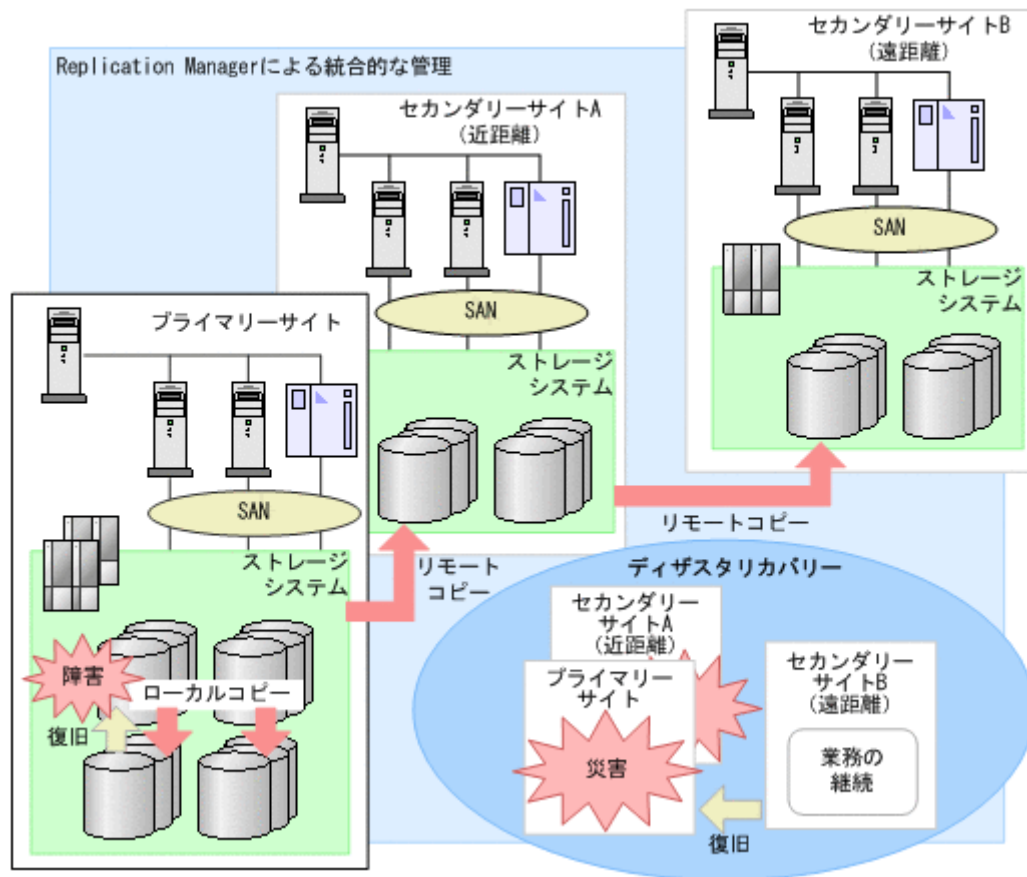 Replication Managerによる統合的な管理
セカンダリーサイトB
(遠距離)
SAN
ストレージ
システム
セカンダリーサイトA
(近距離)
SAN
ストレージ
システム
プライマリーサイト
SAN
ストレージ
システム
障害
ローカルコピー
復旧
リモート
コピー
リモートコピー
ディザスタリカバリー
セカンダリー
サイトA
(近距離)
プライマリー
サイト
災害
セカンダリー
サイトB
(遠距離)
業務の
継続
復旧